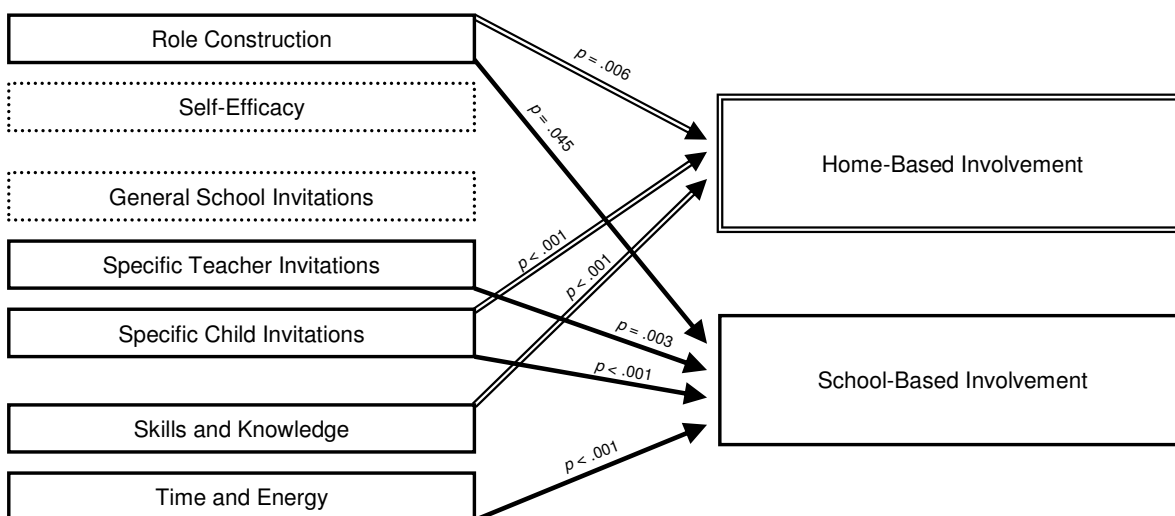 Role Construction
Self-Efficacy
General School Invitations
Specific Teacher Invitations
Specific Child Invitations
Skills and Knowledge
Time and Energy
p = .006
p = .045
p < .001
p < .001
p = .003
p < .001
p < .001
Home-Based Involvement
School-Based Involvement